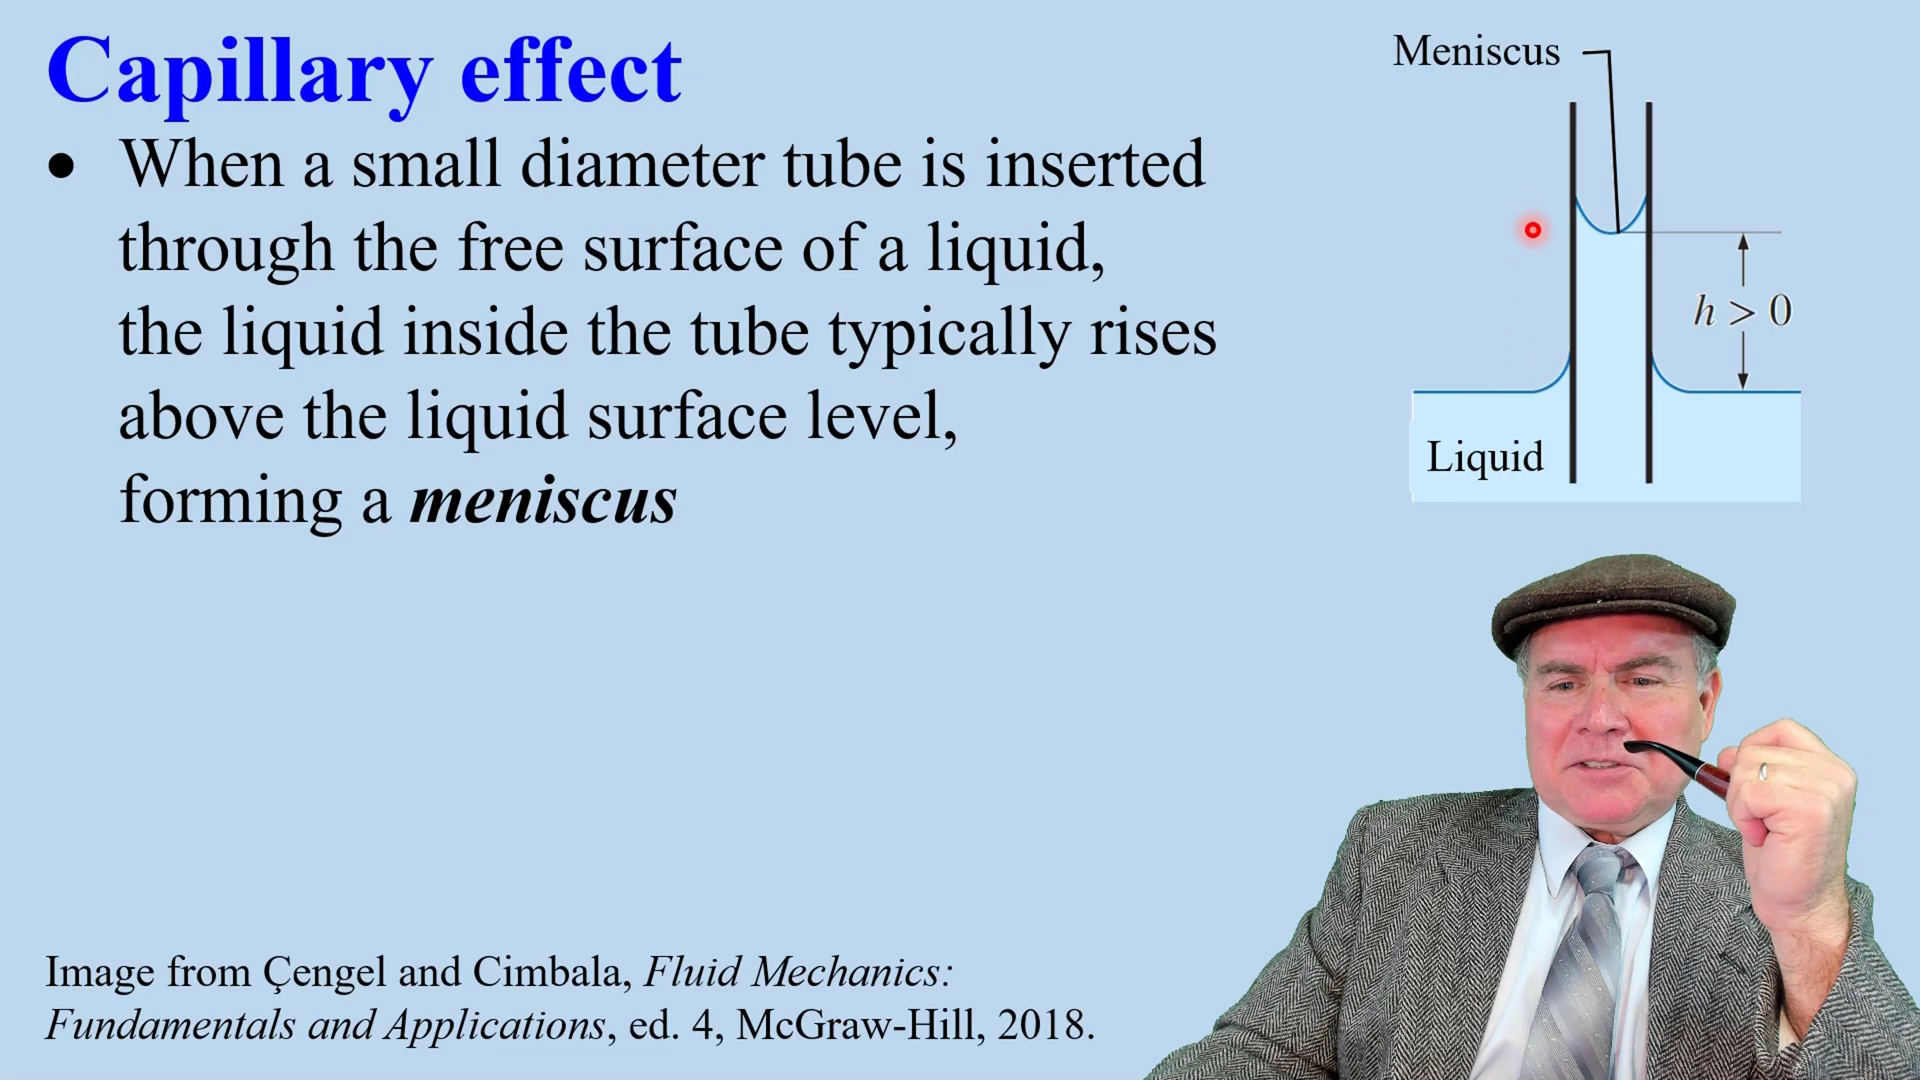 Capillary effect
• When a small diameter tube is inserted
through the free surface of a liquid,
the liquid inside the tube typically rises
above the liquid surface level,
forming a meniscus
Meniscus
h > 0
Liquid
Image from Çengel and Cimbala, Fluid Mechanics:
Fundamentals and Applications, ed. 4, McGraw-Hill, 2018.